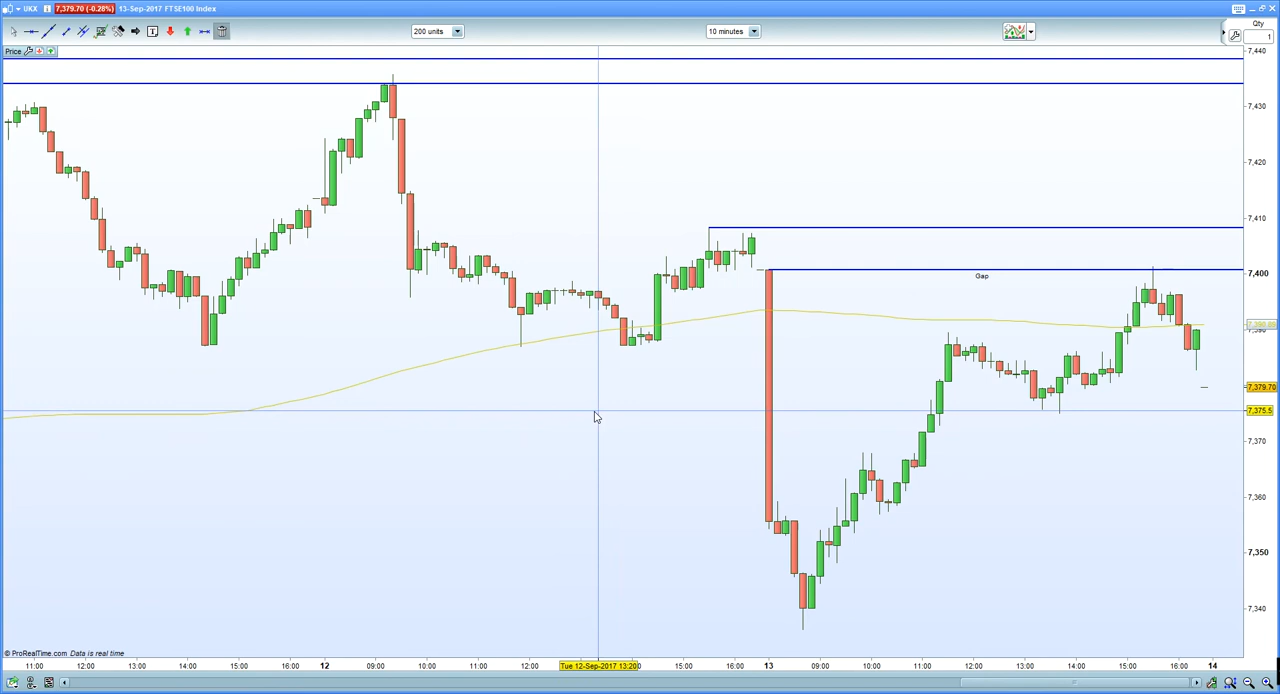 UKX 7,379.70 (-0.28%) 13-Sep-2017 FTSE100 Index
200 units 10 minutes Qty
1
Price
7,440
7,430
7,420
7,410
7,400
Gap
7,379.70
7,375.5
7,370
7,360
7,350
7,340
© ProRealTime.com Data is real time
11:00 12:00 13:00 14:00 15:00 16:00 12 09:00 10:00 11:00 12:00 Tue 12-Sep-2017 13:20 15:00 16:00 13 09:00 10:00 11:00 12:00 13:00 14:00 15:00 16:00 14